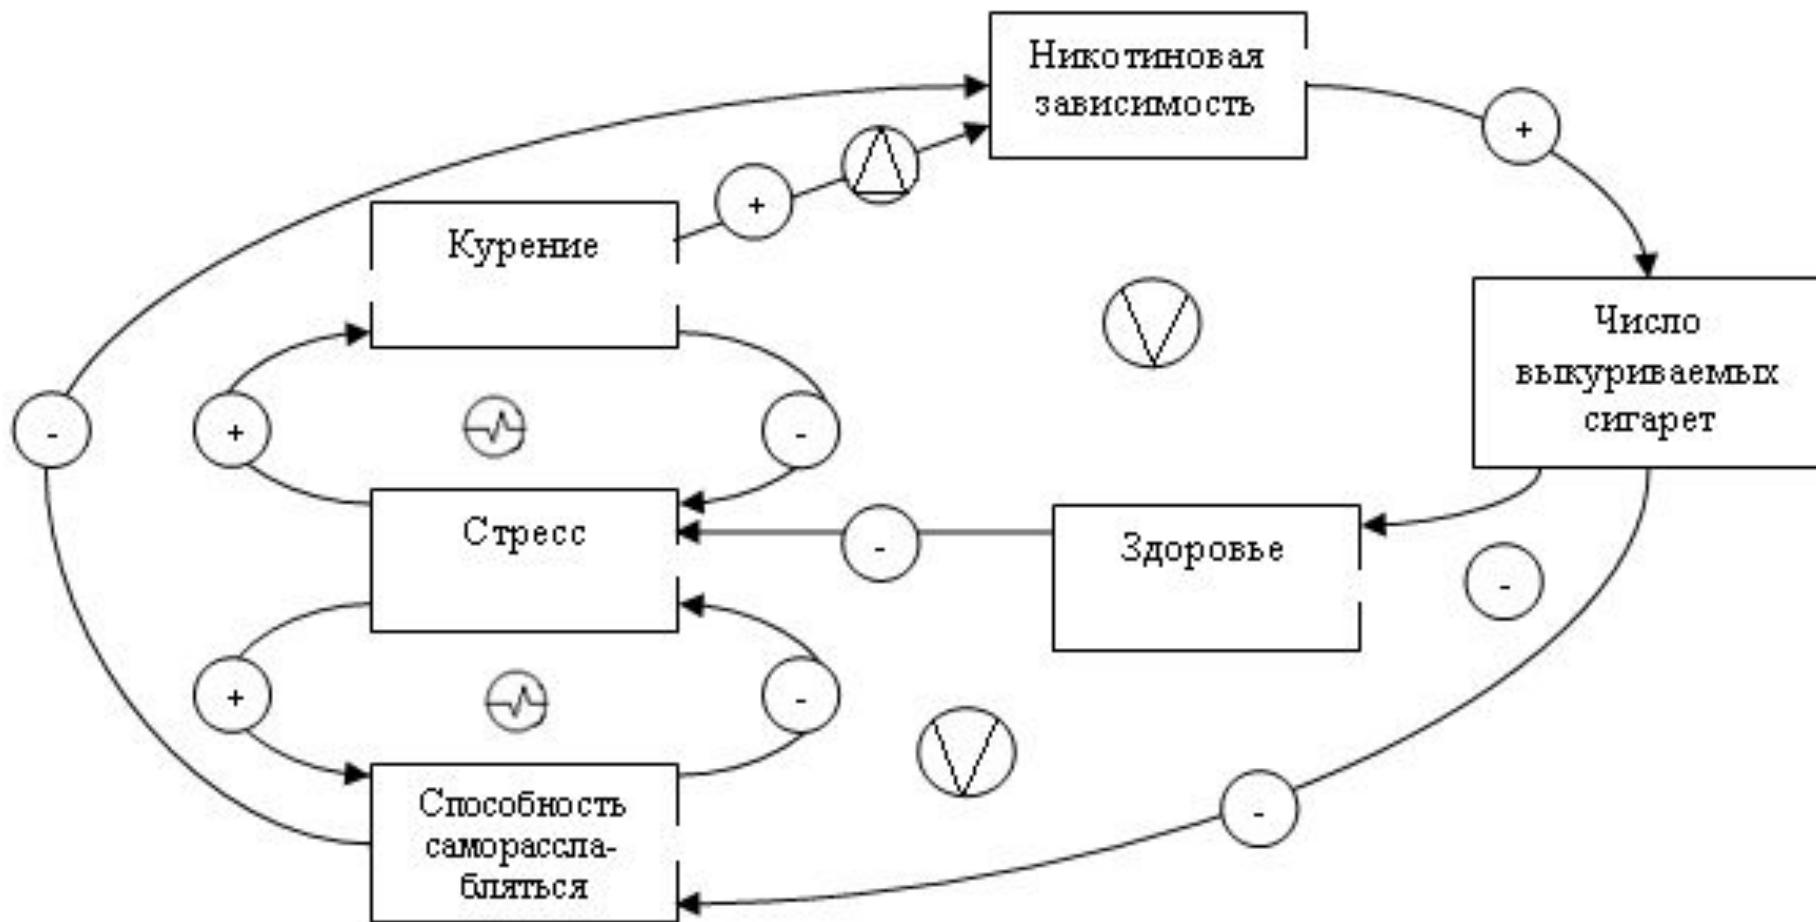 Никотиновая
зависимость
+
+
Курение
Число
выкуриваемых
сигарет
-
+
-
Стресс
-
Здоровье
-
+
-
Способность
саморассла-
бляться
-